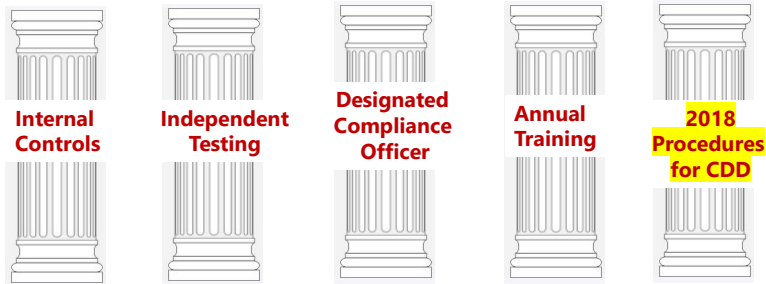 Internal
Controls
Independent
Testing
Designated
Compliance
Officer
Annual
Training
2018
Procedures
for CDD